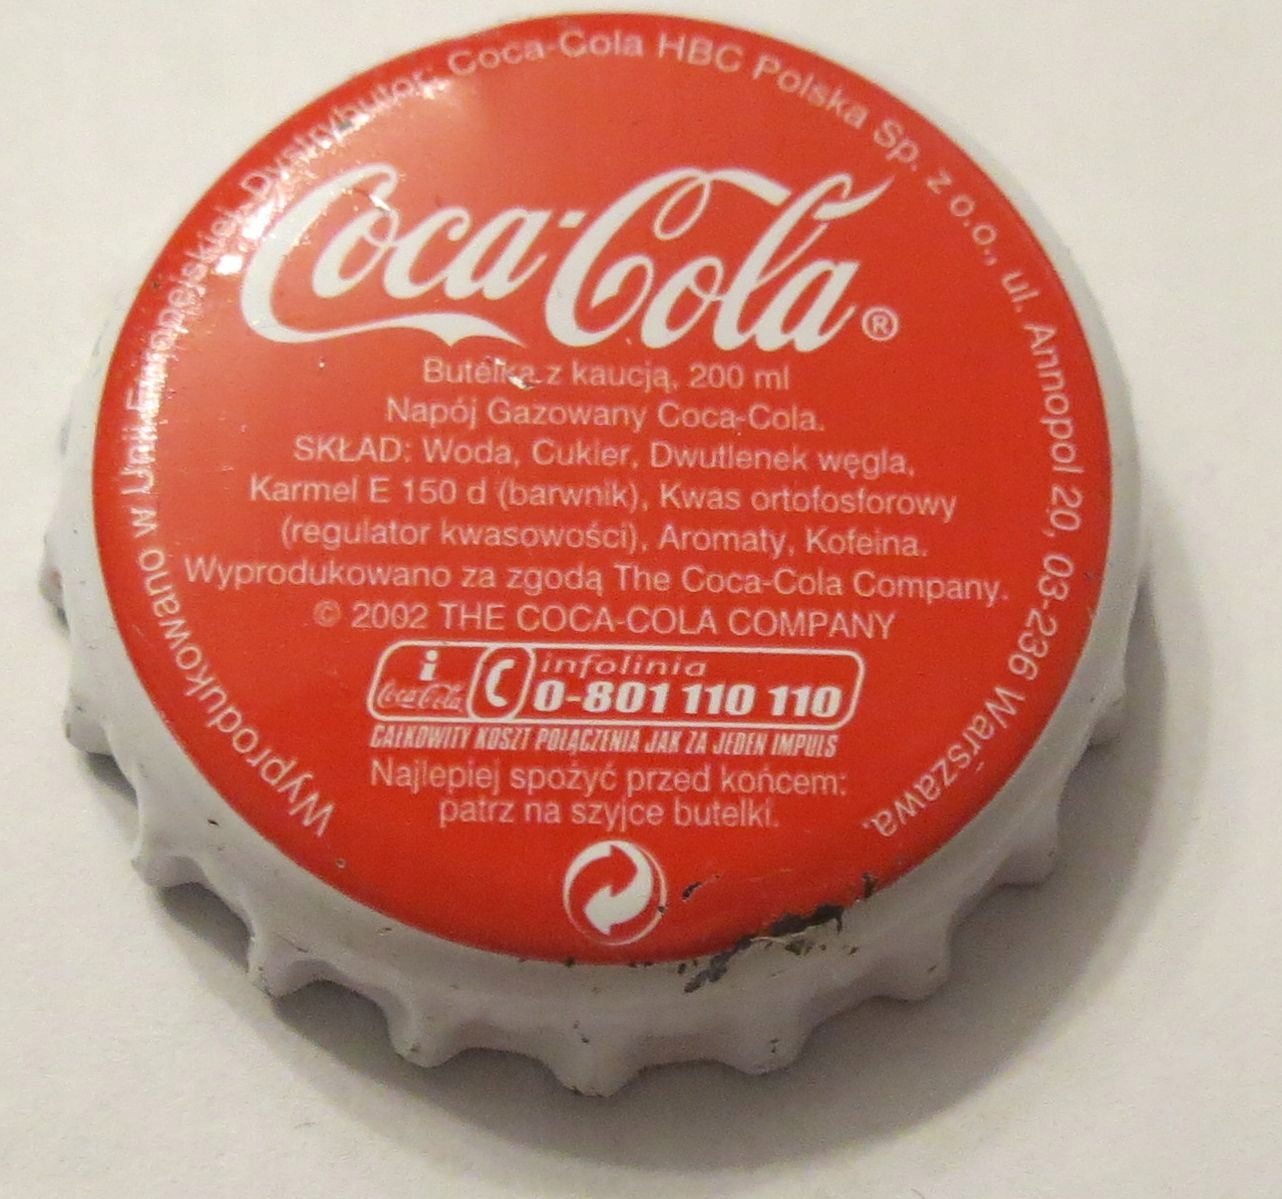 Wyprodukowano w Unii Europejskiej. Dystrybutor: Coca-Cola HBC Polska Sp. z o.o., ul. Annopol 20, 03-236 Warszawa.
Coca-Cola®
Butelka z kaucją, 200 ml
Napój Gazowany Coca-Cola.
SKŁAD: Woda, Cukier, Dwutlenek węgla,
Karmel E 150 d (barwnik), Kwas ortofosforowy
(regulator kwasowości), Aromaty, Kofeina.
Wyprodukowano za zgodą The Coca-Cola Company.
© 2002 THE COCA-COLA COMPANY
i
Coca-Cola
infolinia
0-801 110 110
CAŁKOWITY KOSZT POŁĄCZENIA JAK ZA JEDEN IMPULS
Najlepiej spożyć przed końcem:
patrz na szyjce butelki.